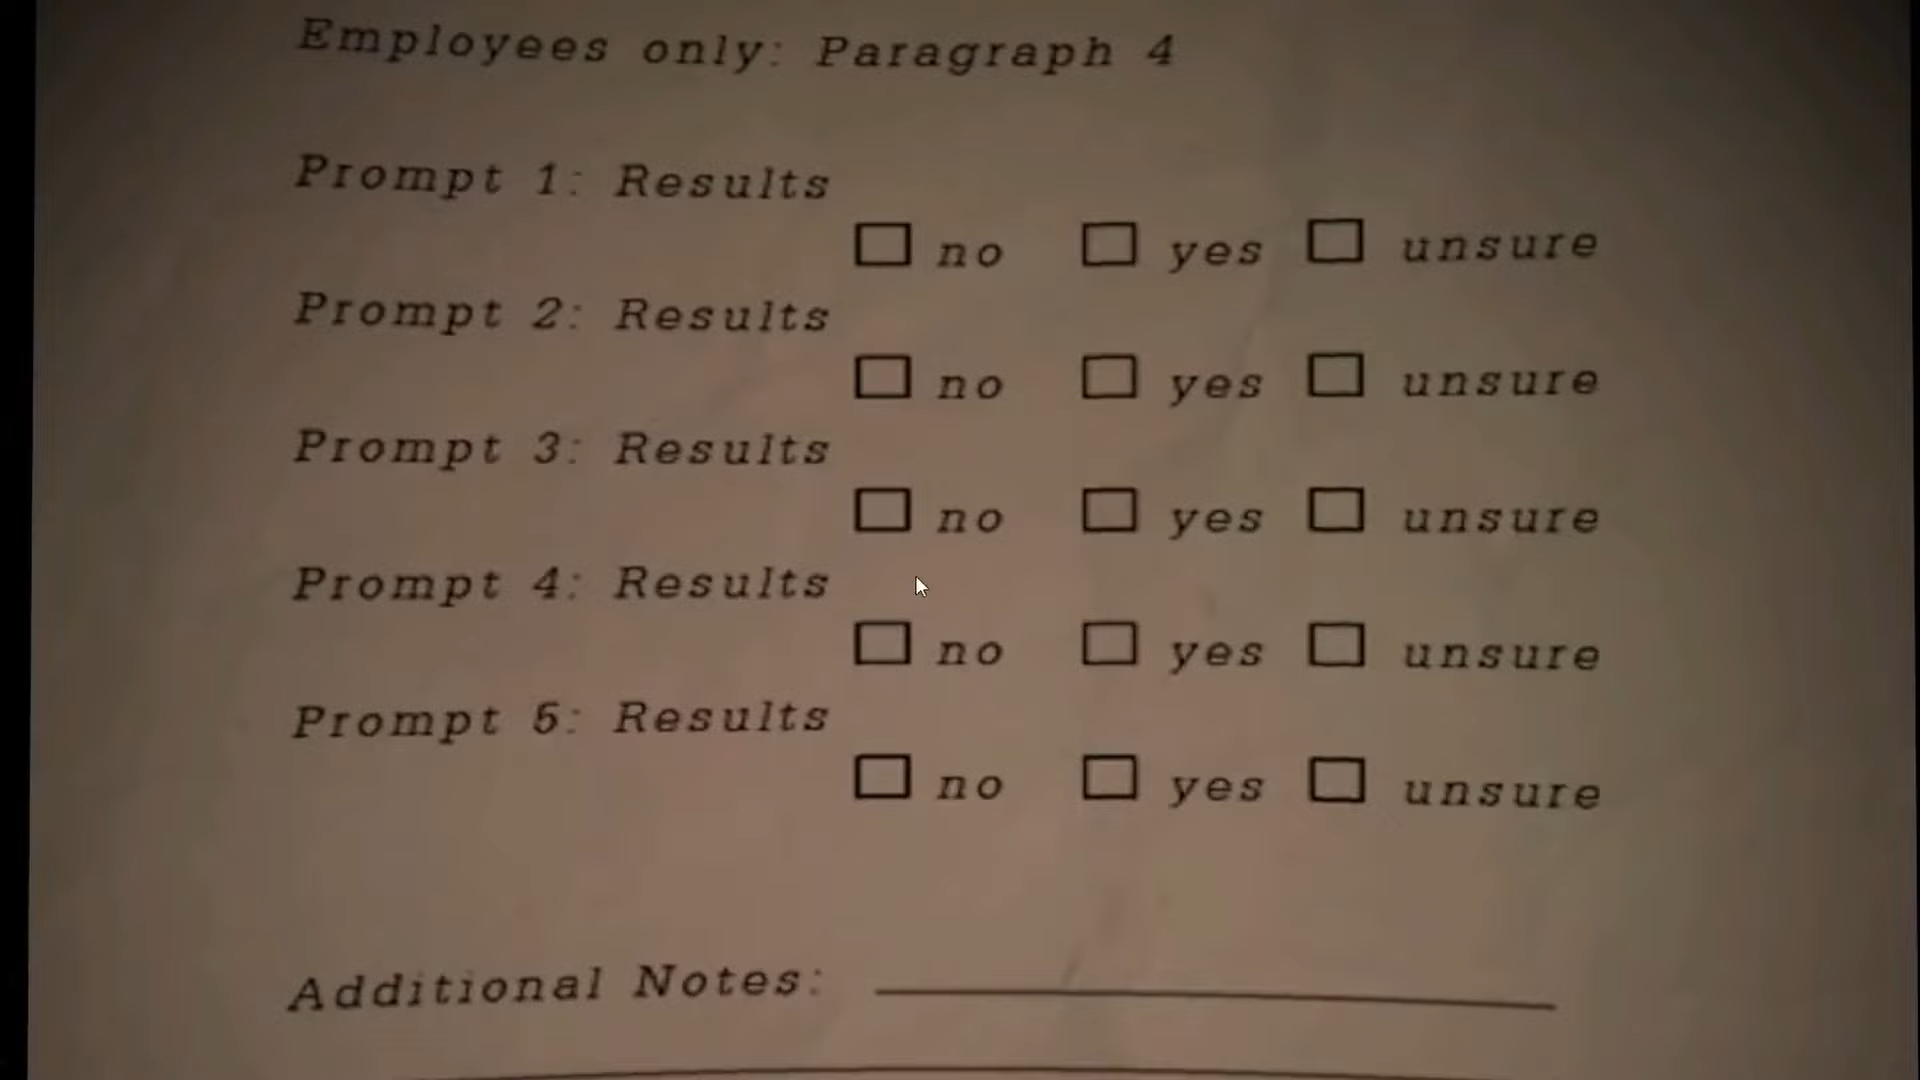 Employees only: Paragraph 4
Prompt 1: Results
no yes unsure
Prompt 2: Results
no yes unsure
Prompt 3: Results
no yes unsure
Prompt 4: Results
no yes unsure
Prompt 5: Results
no yes unsure
Additional Notes: